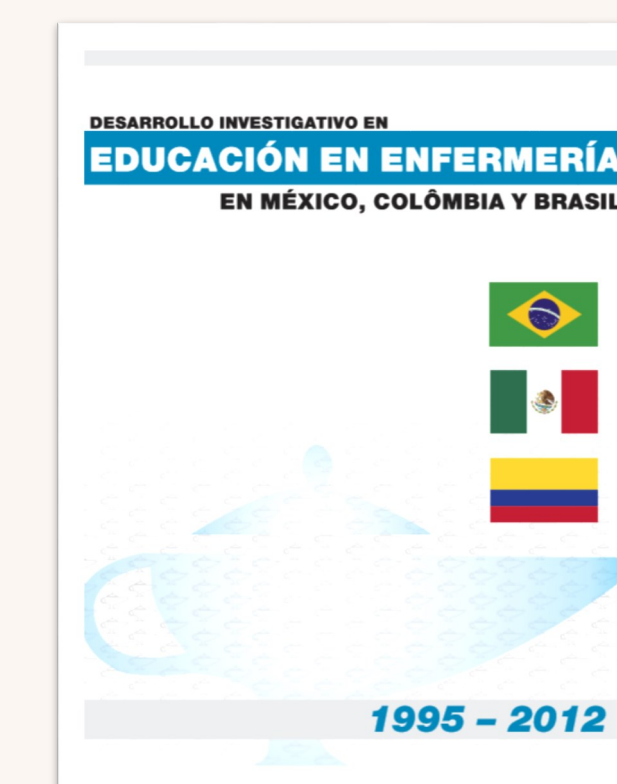 DESARROLLO INVESTIGATIVO EN
EDUCACIÓN EN ENFERMERÍA
EN MÉXICO, COLÔMBIA Y BRASIL
1995 – 2012